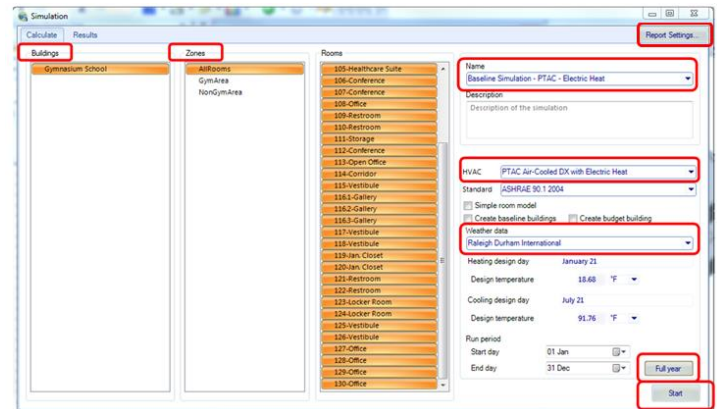 Simulation
Calculate Results Report Settings...
Buildings Zones Rooms
Gymnasium School
AllRooms
GymArea
NonGymArea
105-Healthcare Suite
106-Conference
107-Conference
108-Office
109-Restroom
110-Restroom
111-Storage
112-Conference
113-Open Office
114-Corridor
115-Vestibule
116.1-Gallery
116.2-Gallery
116.3-Gallery
117-Vestibule
118-Vestibule
119-Jan. Closet
120-Jan. Closet
121-Restroom
122-Restroom
123-Locker Room
124-Locker Room
125-Vestibule
126-Vestibule
127-Office
128-Office
129-Office
130-Office
Name
Baseline Simulation - PTAC - Electric Heat
Description
Description of the simulation
HVAC PTAC Air-Cooled DX with Electric Heat
Standard ASHRAE 90.1 2004
Simple room model
Create baseline buildings Create budget building
Weather data
Raleigh Durham International
Heating design day January 21
Design temperature 18.68 °F
Cooling design day July 21
Design temperature 91.76 °F
Run period
Start day 01 Jan
End day 31 Dec Full year
Start